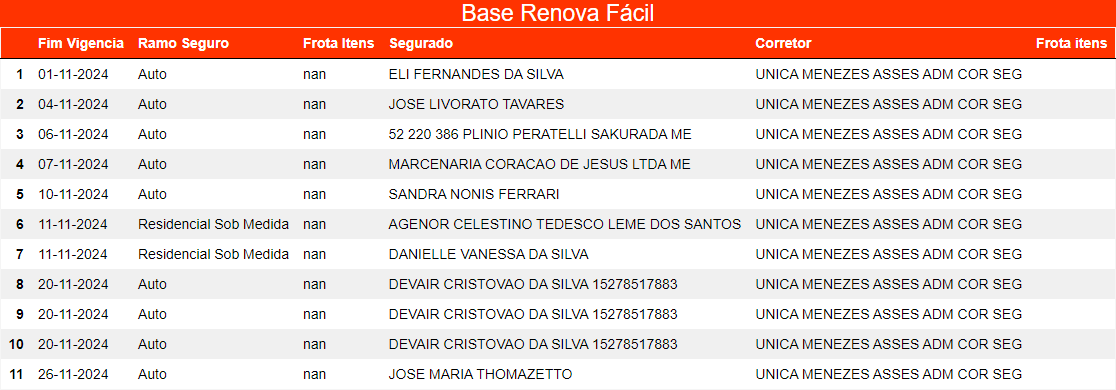 Base Renova Fácil
Fim Vigencia Ramo Seguro Frota Itens Segurado Corretor Frota itens
1 01-11-2024 Auto nan ELI FERNANDES DA SILVA UNICA MENEZES ASSES ADM COR SEG
2 04-11-2024 Auto nan JOSE LIVORATO TAVARES UNICA MENEZES ASSES ADM COR SEG
3 06-11-2024 Auto nan 52 220 386 PLINIO PERATELLI SAKURADA ME UNICA MENEZES ASSES ADM COR SEG
4 07-11-2024 Auto nan MARCENARIA CORACAO DE JESUS LTDA ME UNICA MENEZES ASSES ADM COR SEG
5 10-11-2024 Auto nan SANDRA NONIS FERRARI UNICA MENEZES ASSES ADM COR SEG
6 11-11-2024 Residencial Sob Medida nan AGENOR CELESTINO TEDESCO LEME DOS SANTOS UNICA MENEZES ASSES ADM COR SEG
7 11-11-2024 Residencial Sob Medida nan DANIELLE VANESSA DA SILVA UNICA MENEZES ASSES ADM COR SEG
8 20-11-2024 Auto nan DEVAIR CRISTOVAO DA SILVA 15278517883 UNICA MENEZES ASSES ADM COR SEG
9 20-11-2024 Auto nan DEVAIR CRISTOVAO DA SILVA 15278517883 UNICA MENEZES ASSES ADM COR SEG
10 20-11-2024 Auto nan DEVAIR CRISTOVAO DA SILVA 15278517883 UNICA MENEZES ASSES ADM COR SEG
11 26-11-2024 Auto nan JOSE MARIA THOMAZETTO UNICA MENEZES ASSES ADM COR SEG